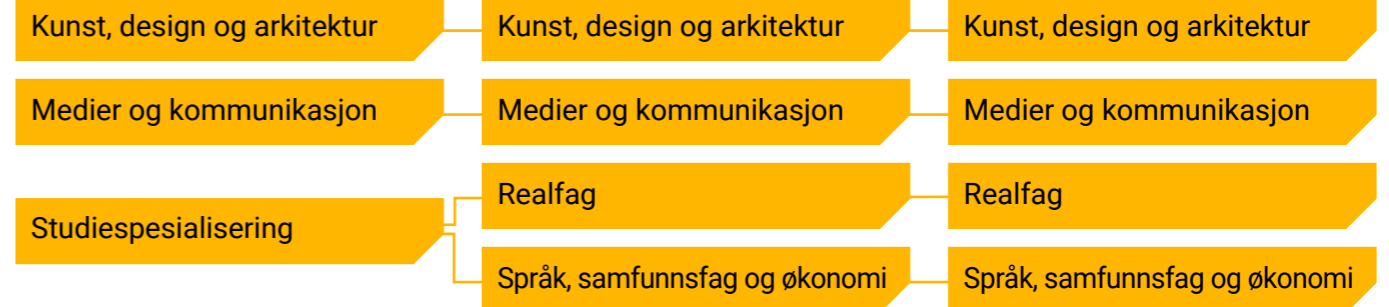 Kunst, design og arkitektur
Kunst, design og arkitektur
Kunst, design og arkitektur
Medier og kommunikasjon
Medier og kommunikasjon
Medier og kommunikasjon
Studiespesialisering
Realfag
Realfag
Språk, samfunnsfag og økonomi
Språk, samfunnsfag og økonomi